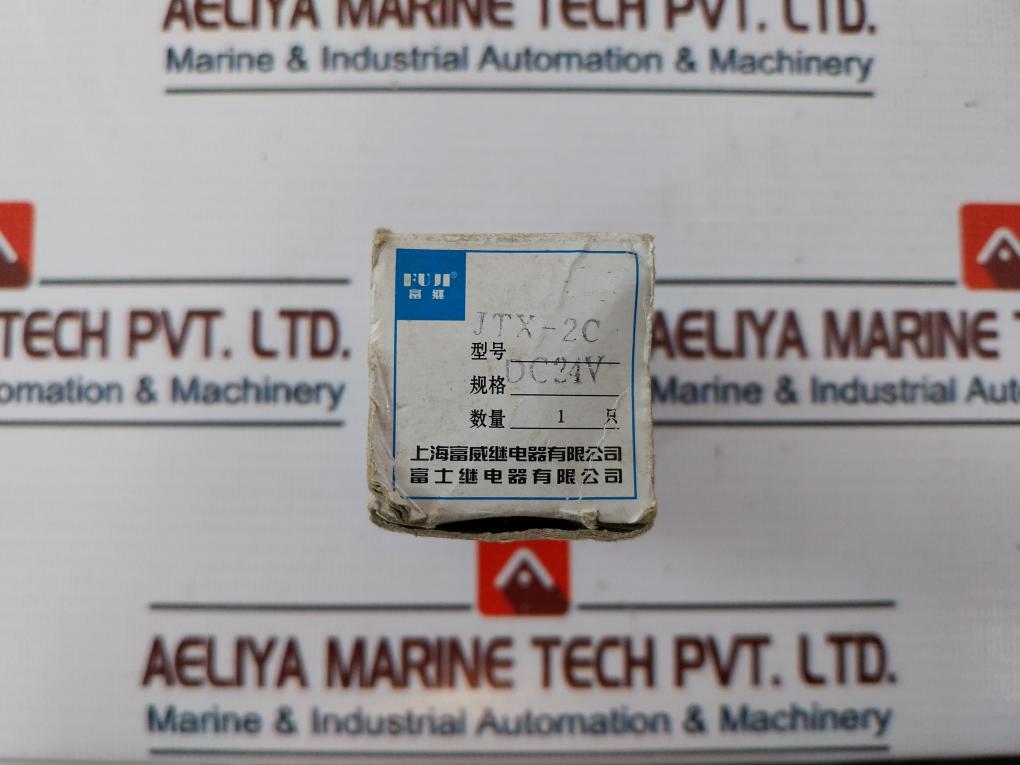 AELIYA MARINE TECH PVT. LTD.
Marine & Industrial Automation & Machinery
TECH PVT. LTD.
omation & Machinery
AELIYA MARINE
Marine & Industrial Auto
FUJI®
富继
型号 JTX-2C
规格 DC24V
数量 1 只
上海富威继电器有限公司
富士继电器有限公司
AELIYA MARINE TECH PVT. LTD.
Marine & Industrial Automation & Machinery